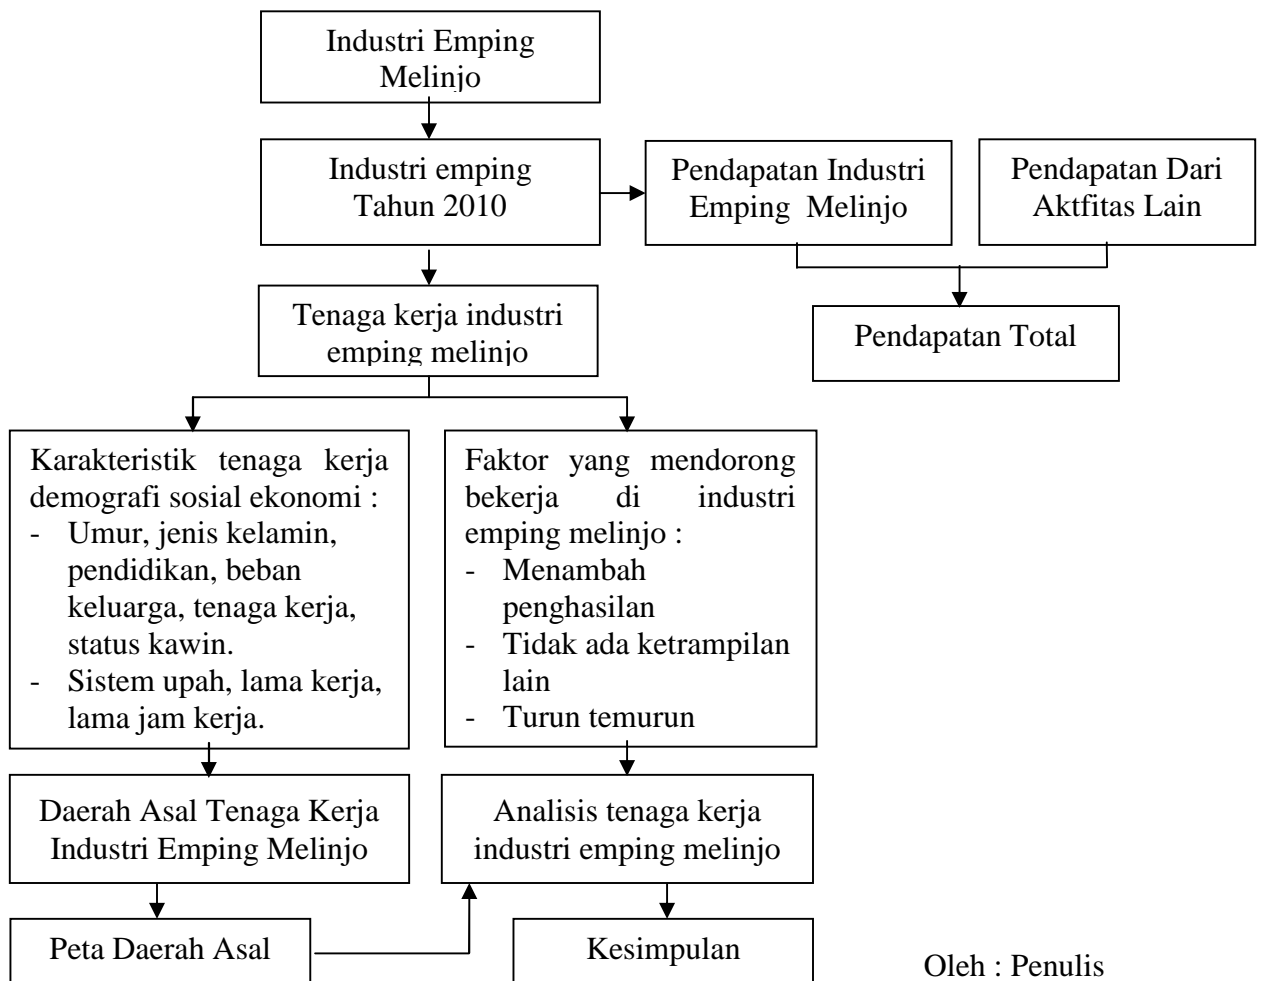 Industri Emping
Melinjo
Industri emping
Tahun 2010
Pendapatan Industri
Emping Melinjo
Pendapatan Dari
Aktfitas Lain
Tenaga kerja industri
emping melinjo
Pendapatan Total
Karakteristik tenaga kerja
demografi sosial ekonomi :
- Umur, jenis kelamin,
pendidikan, beban
keluarga, tenaga kerja,
status kawin.
- Sistem upah, lama kerja,
lama jam kerja.
Faktor yang mendorong
bekerja di industri
emping melinjo :
- Menambah
penghasilan
- Tidak ada ketrampilan
lain
- Turun temurun
Daerah Asal Tenaga Kerja
Industri Emping Melinjo
Analisis tenaga kerja
industri emping melinjo
Peta Daerah Asal
Kesimpulan
Oleh : Penulis